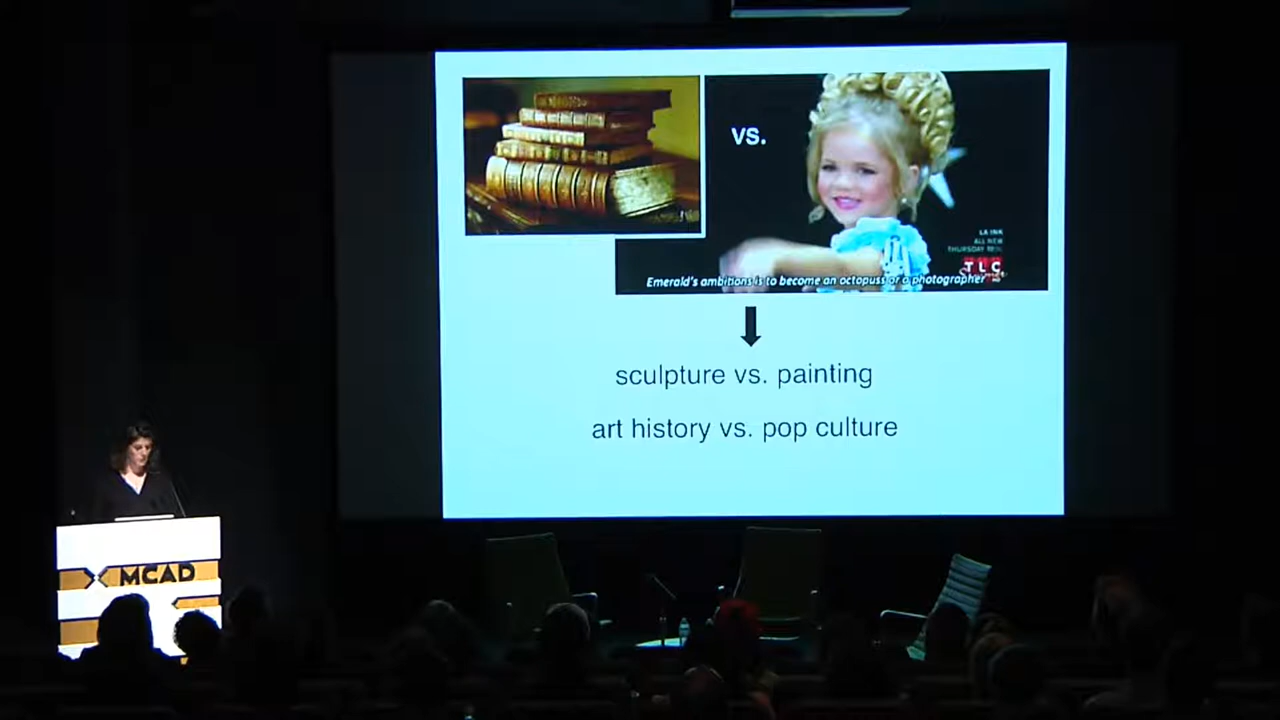 vs.
LA INK
ALL NEW
THURSDAY 10/9c
TLC
Emerald's ambitions is to become an octopuss or a photographer
sculpture vs. painting
art history vs. pop culture
MCAD